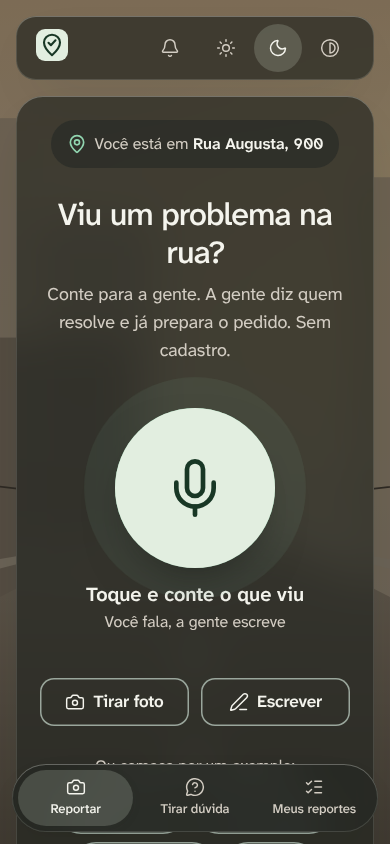 Você está em Rua Augusta, 900
Viu um problema na
rua?
Conte para a gente. A gente diz quem
resolve e já prepara o pedido. Sem
cadastro.
Toque e conte o que viu
Você fala, a gente escreve
Tirar foto
Escrever
Reportar
Tirar dúvida
Meus reportes